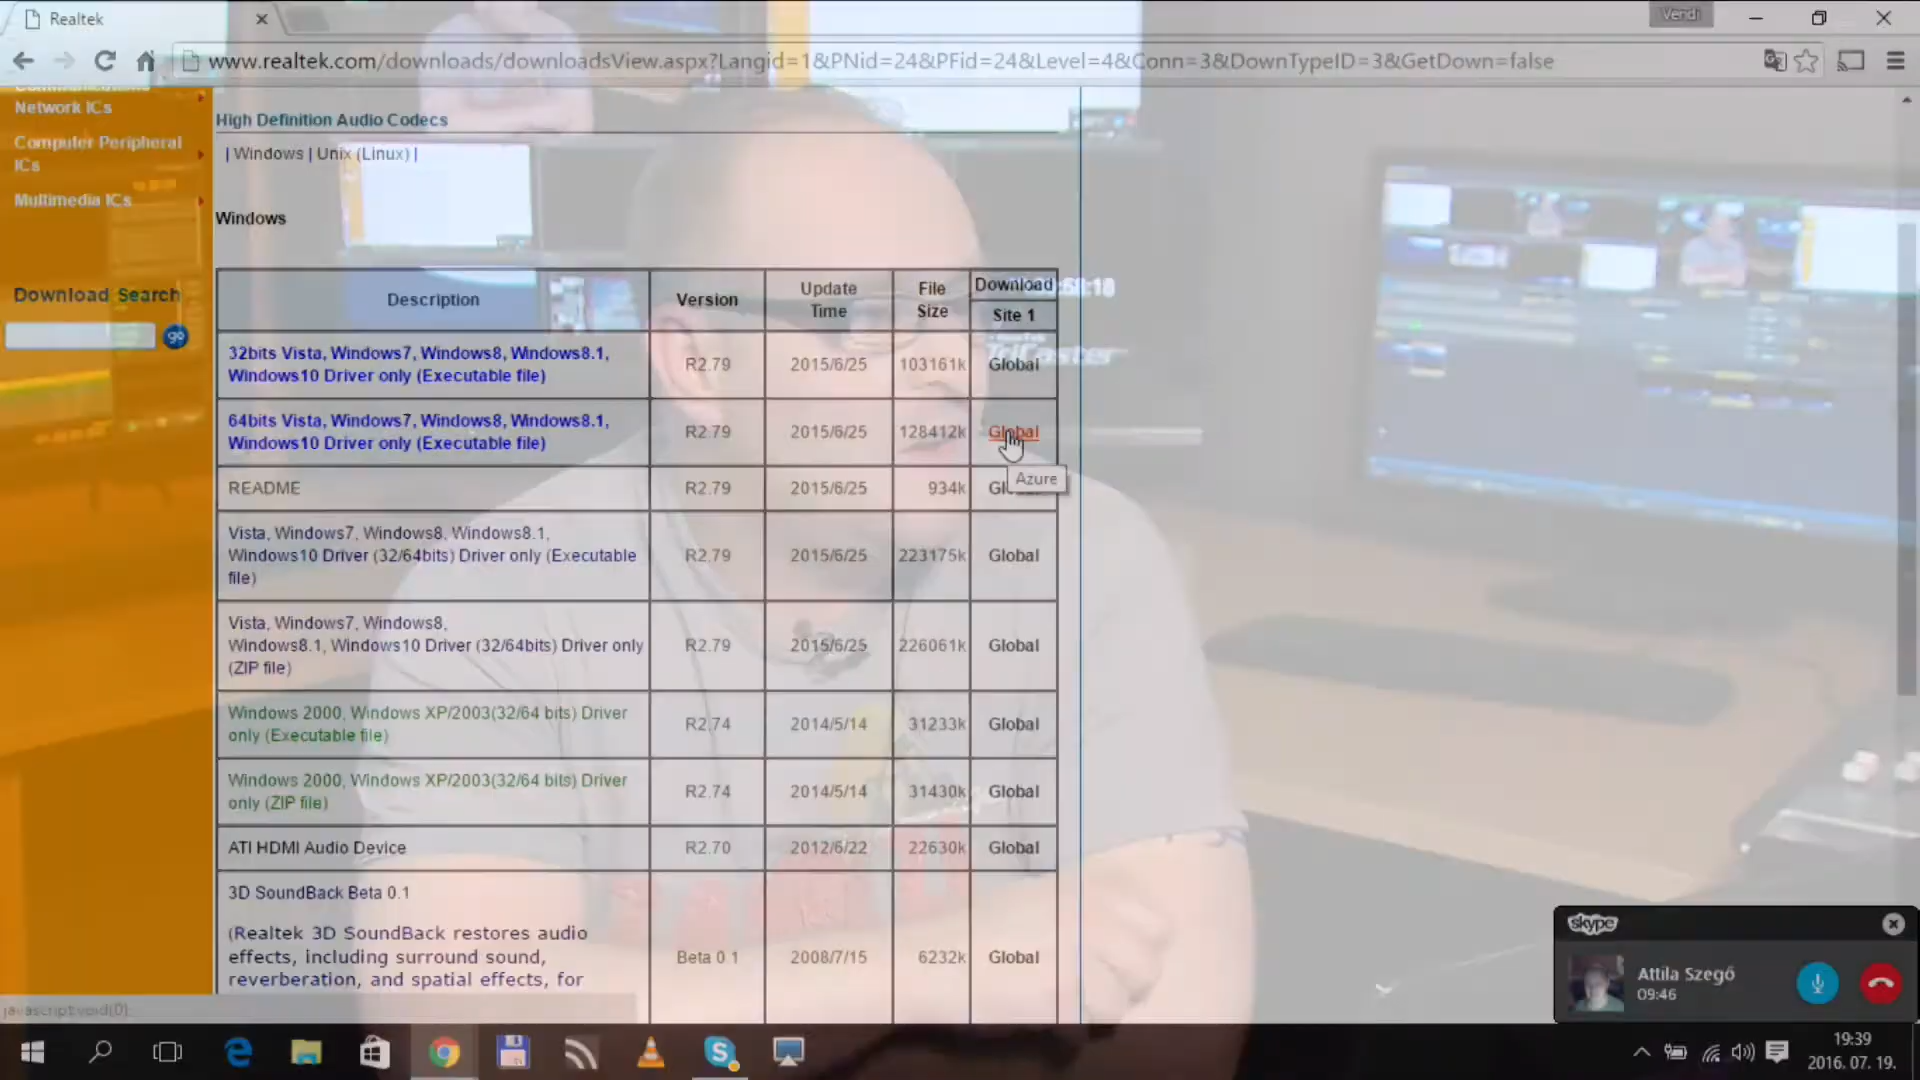 Realtek
Vendi
www.realtek.com/downloads/downloadsView.aspx?Langid=1&PNid=24&PFid=24&Level=4&Conn=3&DownTypeID=3&GetDown=false
Network ICs
Computer Peripheral
ICs
Multimedia ICs
Download Search
go
High Definition Audio Codecs
| Windows | Unix (Linux) |
Windows
Description Version Update Time File Size Download Site 1
32bits Vista, Windows7, Windows8, Windows8.1,
Windows10 Driver only (Executable file) R2.79 2015/6/25 103161k Global
64bits Vista, Windows7, Windows8, Windows8.1,
Windows10 Driver only (Executable file) R2.79 2015/6/25 128412k Global
Azure
README R2.79 2015/6/25 934k
Vista, Windows7, Windows8, Windows8.1,
Windows10 Driver (32/64bits) Driver only (Executable
file) R2.79 2015/6/25 223175k Global
Vista, Windows7, Windows8,
Windows8.1, Windows10 Driver (32/64bits) Driver only
(ZIP file) R2.79 2015/6/25 226061k Global
Windows 2000, Windows XP/2003(32/64 bits) Driver
only (Executable file) R2.74 2014/5/14 31233k Global
Windows 2000, Windows XP/2003(32/64 bits) Driver
only (ZIP file) R2.74 2014/5/14 31430k Global
ATI HDMI Audio Device R2.70 2012/6/22 22630k Global
3D SoundBack Beta 0.1
(Realtek 3D SoundBack restores audio
effects, including surround sound,
reverberation, and spatial effects, for
Beta 0.1 2008/7/15 6232k Global
TriCaster
javascript:void(0);
skype
Attila Szegő
09:46
19:39
2016. 07. 19.